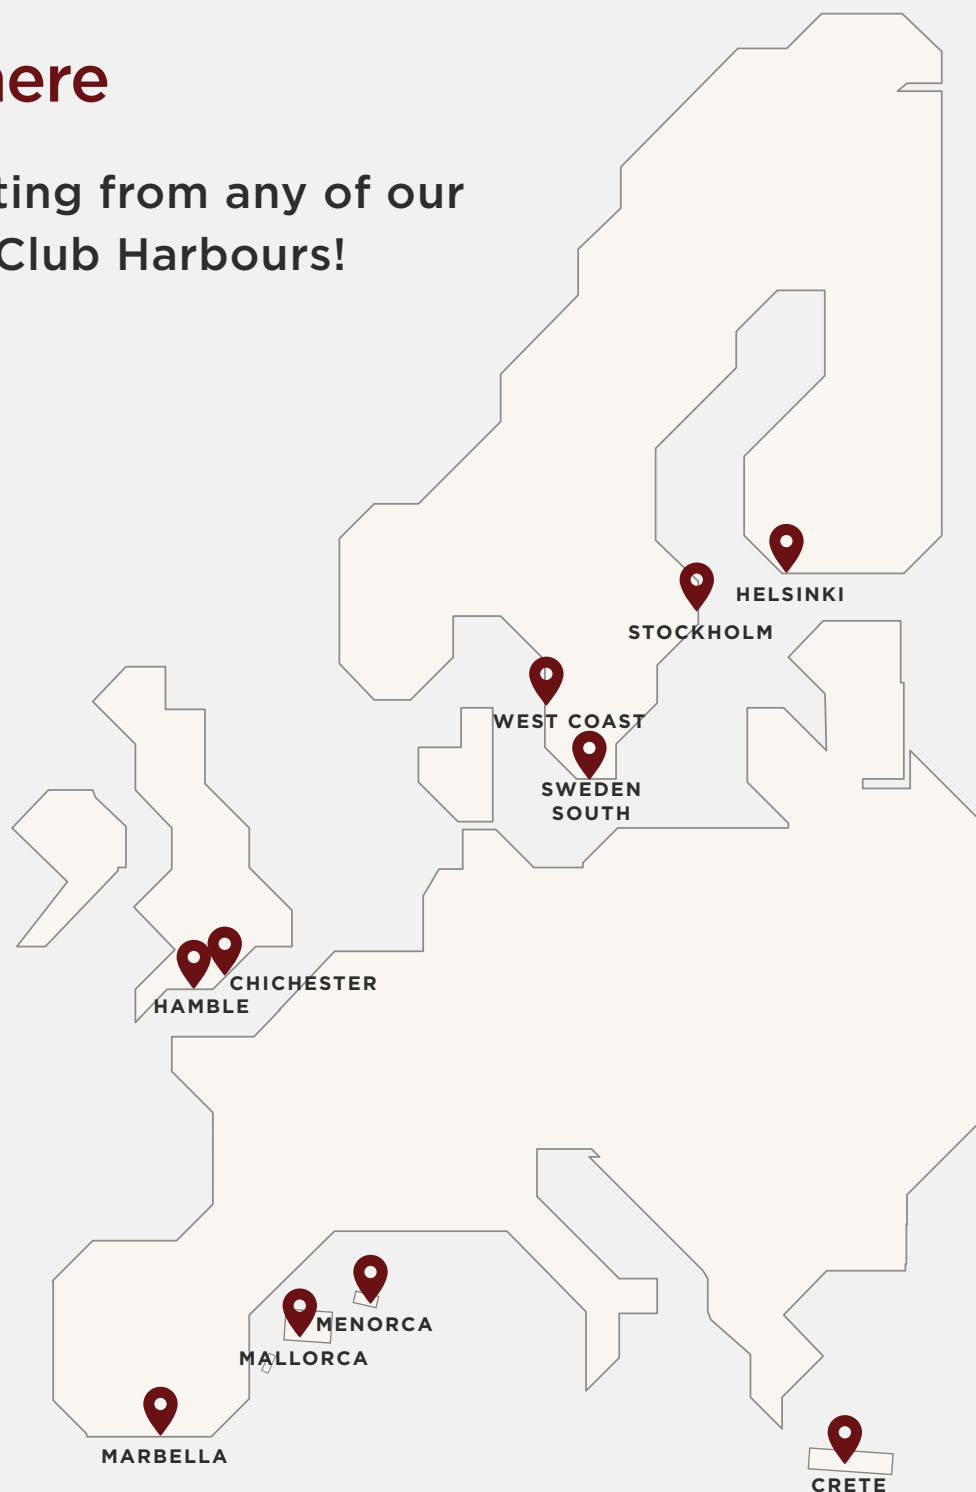 here
ting from any of our
Club Harbours!
HELSINKI
STOCKHOLM
WEST COAST
SWEDEN
SOUTH
CHICHESTER
HAMBLE
MENORCA
MALLORCA
MARBELLA
CRETE